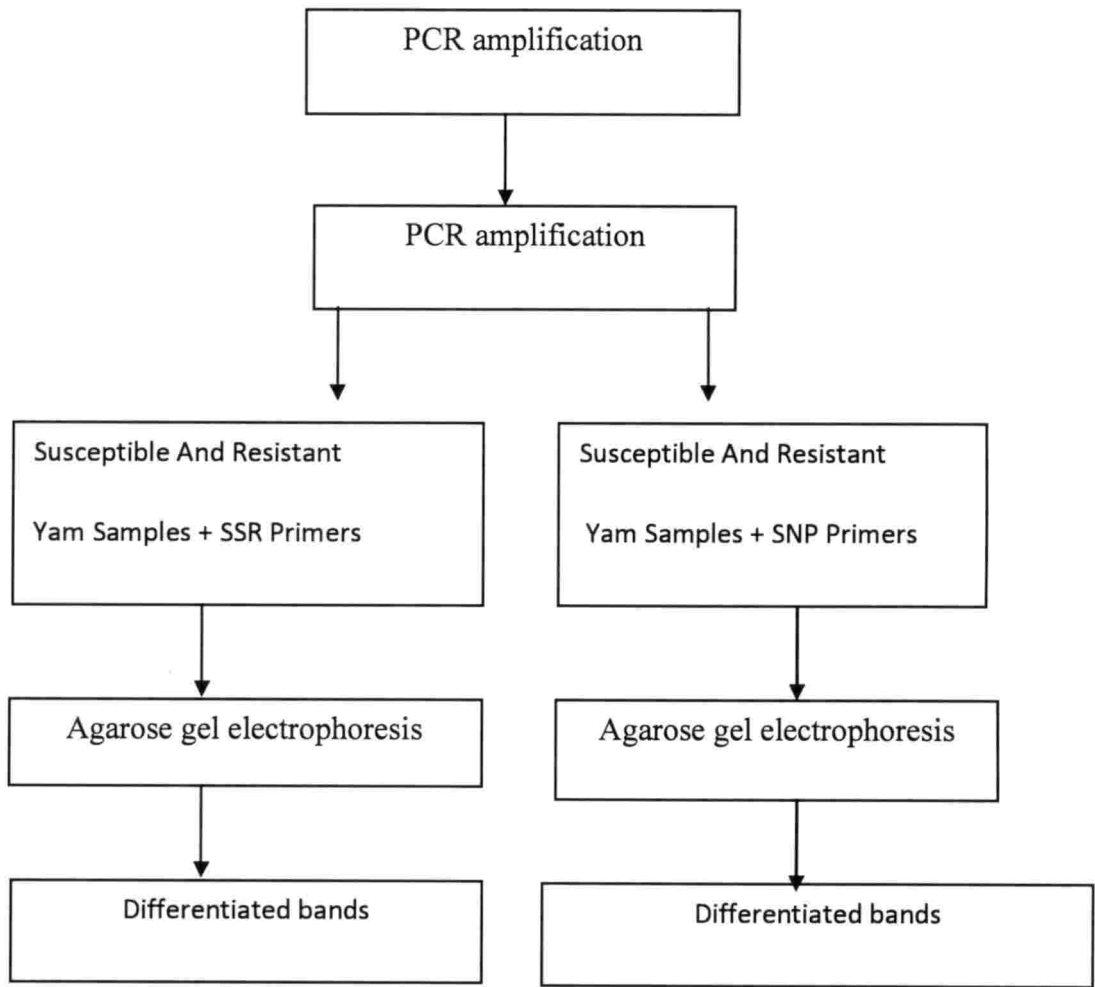 PCR amplification
PCR amplification
Susceptible And Resistant
Yam Samples + SSR Primers
Susceptible And Resistant
Yam Samples + SNP Primers
Agarose gel electrophoresis
Agarose gel electrophoresis
Differentiated bands
Differentiated bands